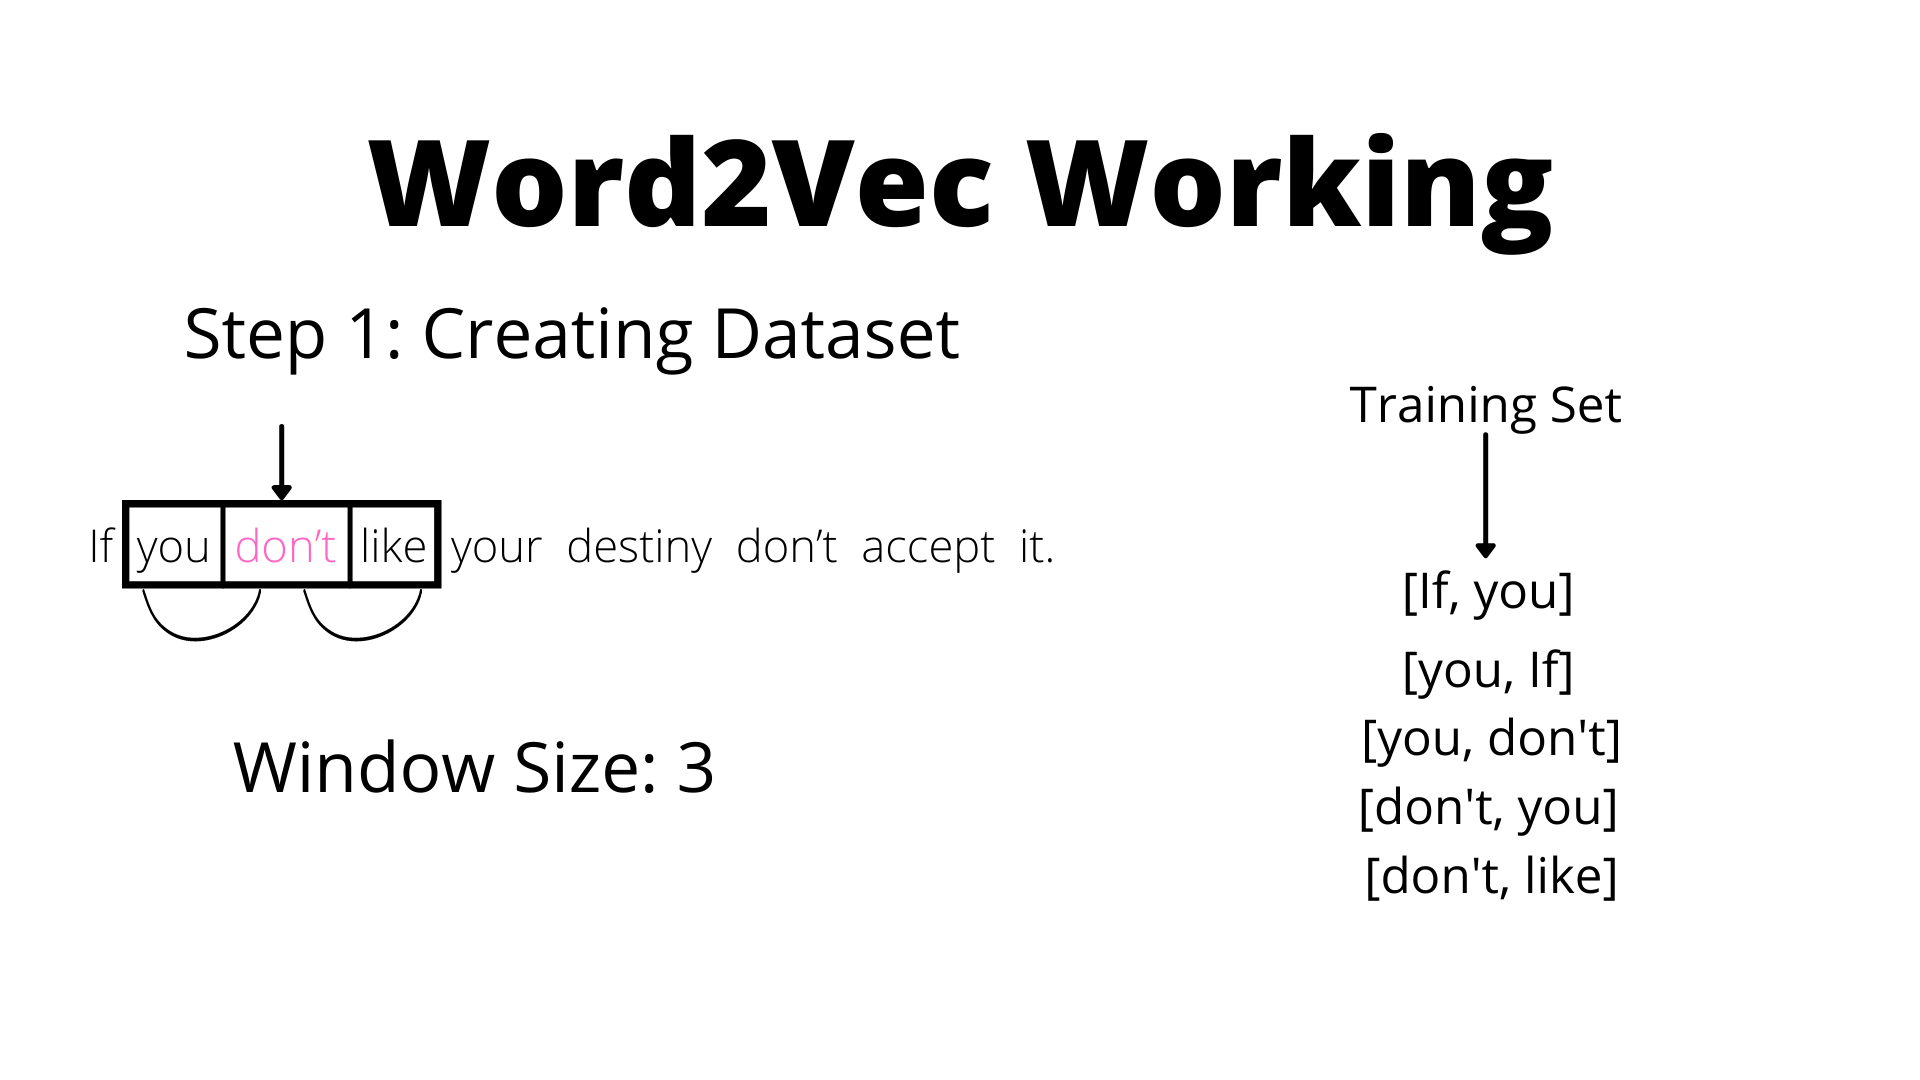 Word2Vec Working
Step 1: Creating Dataset
If you don’t like your destiny don’t accept it.
Window Size: 3
Training Set
[If, you]
[you, If]
[you, don't]
[don't, you]
[don't, like]